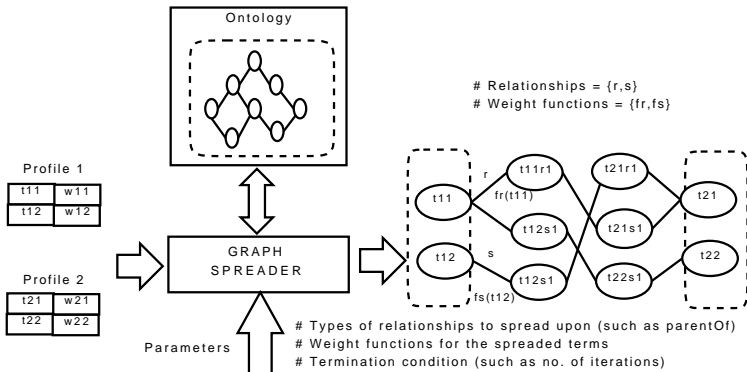 Ontology
# Relationships = {r,s}
# Weight functions = {fr,fs}
Profile 1
t11 w11
t12 w12
Profile 2
t21 w21
t22 w22
GRAPH
SPREADER
Parameters
r
fr(t11)
s
fs(t12)
t11
t12
t11r1
t12s1
t12s1
t21r1
t21s1
t22s1
t21
t22
# Types of relationships to spread upon (such as parentOf)
# Weight functions for the spreaded terms
# Termination condition (such as no. of iterations)